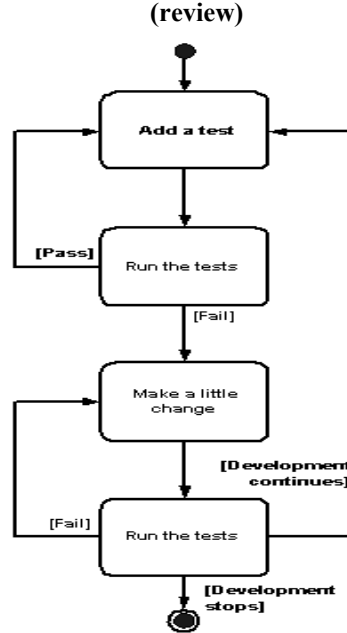 (review)
Add a test
[Pass]
Run the tests
[Fail]
Make a little
change
[Development
continues]
[Fail]
Run the tests
[Development
stops]